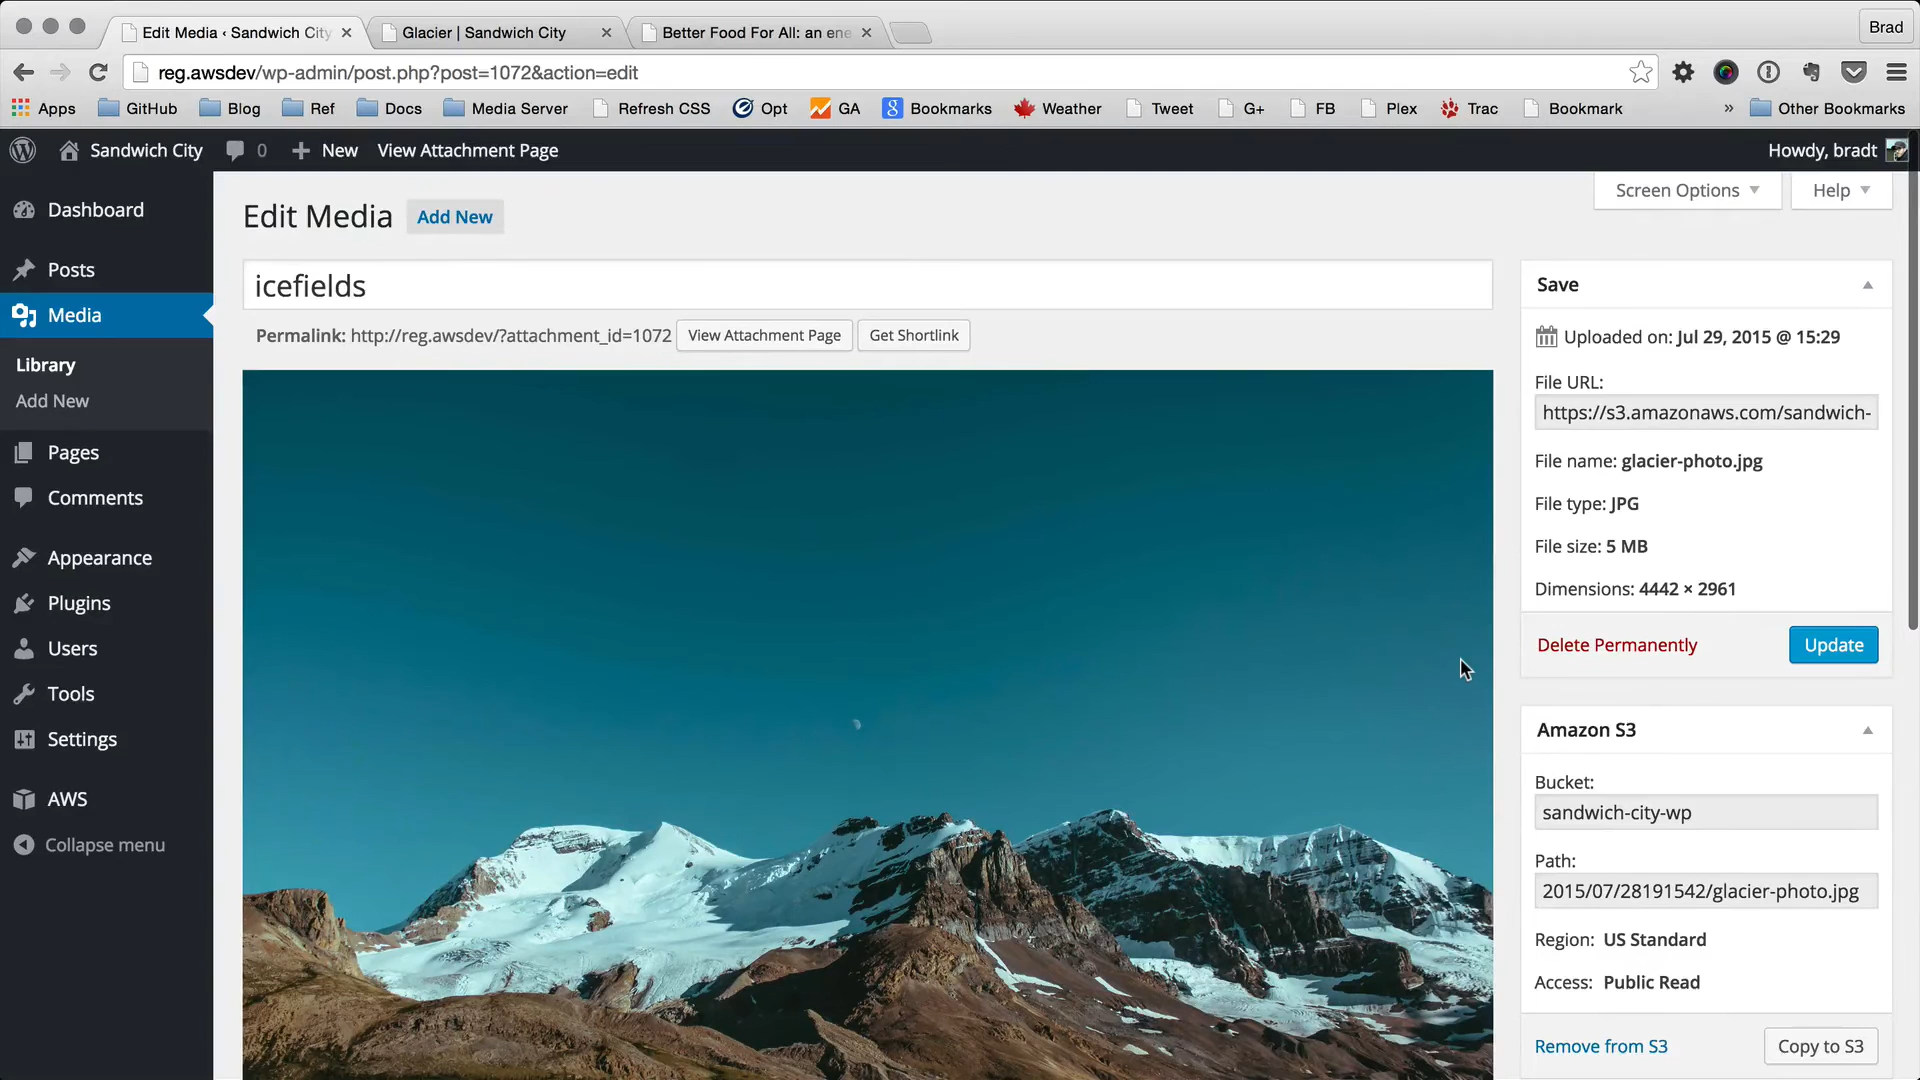 Edit Media ‹ Sandwich City
Glacier | Sandwich City
Better Food For All: an ene
Brad
reg.awsdev/wp-admin/post.php?post=1072&action=edit
Apps
GitHub
Blog
Ref
Docs
Media Server
Refresh CSS
Opt
GA
Bookmarks
Weather
Tweet
G+
FB
Plex
Trac
Bookmark
»
Other Bookmarks
Sandwich City
0
New
View Attachment Page
Howdy, bradt
Dashboard
Posts
Media
Library
Add New
Pages
Comments
Appearance
Plugins
Users
Tools
Settings
AWS
Collapse menu
Screen Options
Help
Edit Media
Add New
icefields
Permalink: http://reg.awsdev/?attachment_id=1072
View Attachment Page
Get Shortlink
Save
Uploaded on: Jul 29, 2015 @ 15:29
File URL:
https://s3.amazonaws.com/sandwich-
File name: glacier-photo.jpg
File type: JPG
File size: 5 MB
Dimensions: 4442 × 2961
Delete Permanently
Update
Amazon S3
Bucket:
sandwich-city-wp
Path:
2015/07/28191542/glacier-photo.jpg
Region: US Standard
Access: Public Read
Remove from S3
Copy to S3